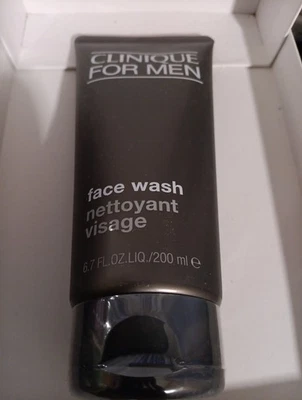 CLINIQUE
FOR MEN
face wash
nettoyant
visage
6.7 FL.OZ.LIQ./200 ml ℮